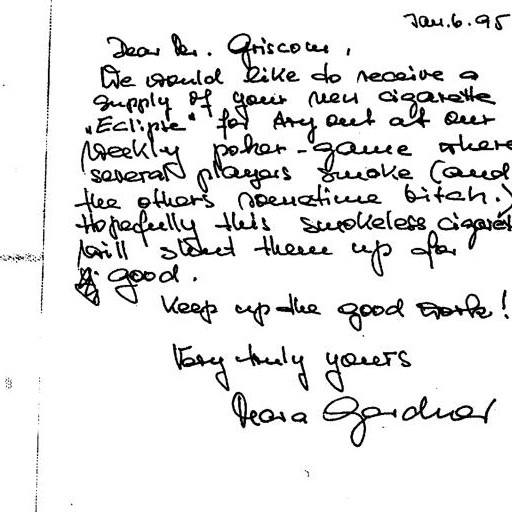 Jan. 6. 95
Dear Mr. Griscom,
We would like to receive a
supply of your new cigarette
"Eclipse" for try out at our
weekly poker-game where
several players smoke (and
the others sometime bitch.)
Hopefully this smokeless cigarett
will shut them up for
good.
Keep up the good work!
Very truly yours
Gardner